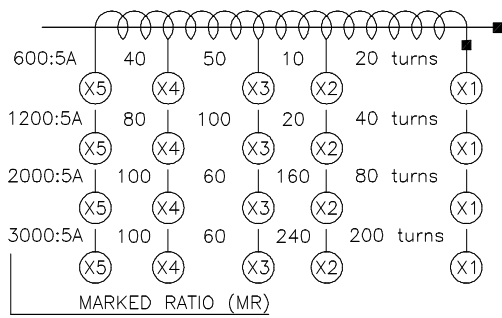 600:5A 40 50 10 20 turns
X5 X4 X3 X2 X1
1200:5A 80 100 20 40 turns
X5 X4 X3 X2 X1
2000:5A 100 60 160 80 turns
X5 X4 X3 X2 X1
3000:5A 100 60 240 200 turns
X5 X4 X3 X2 X1
MARKED RATIO (MR)